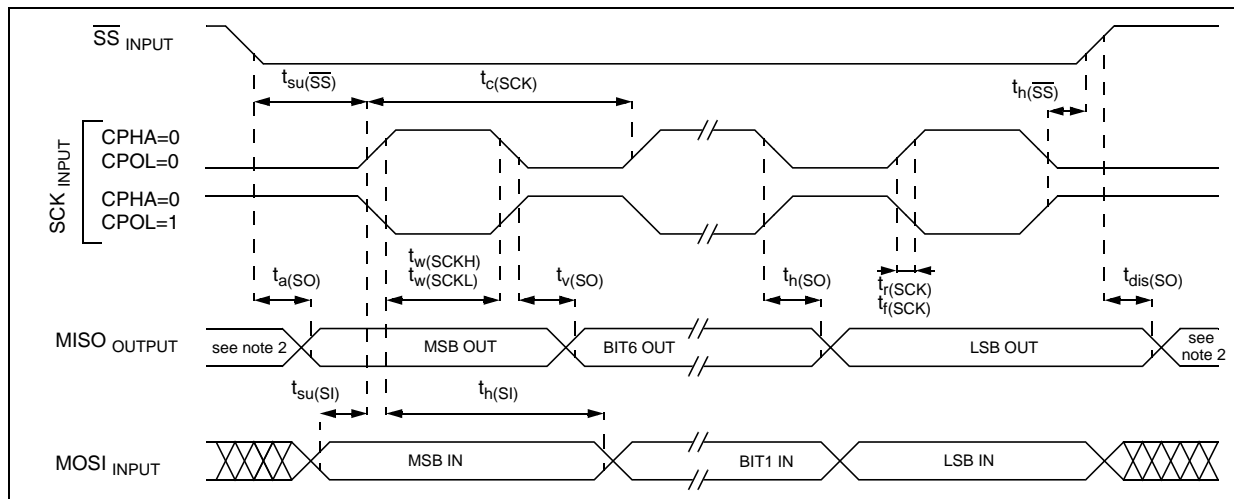 SS INPUT
tsu(SS)
tc(SCK)
th(SS)
SCK INPUT
CPHA=0
CPOL=0
CPHA=0
CPOL=1
ta(SO)
tw(SCKH)
tw(SCKL)
tv(SO)
th(SO)
tr(SCK)
tf(SCK)
tdis(SO)
MISO OUTPUT
see note 2
MSB OUT
BIT6 OUT
LSB OUT
see
note 2
tsu(SI)
th(SI)
MOSI INPUT
MSB IN
BIT1 IN
LSB IN